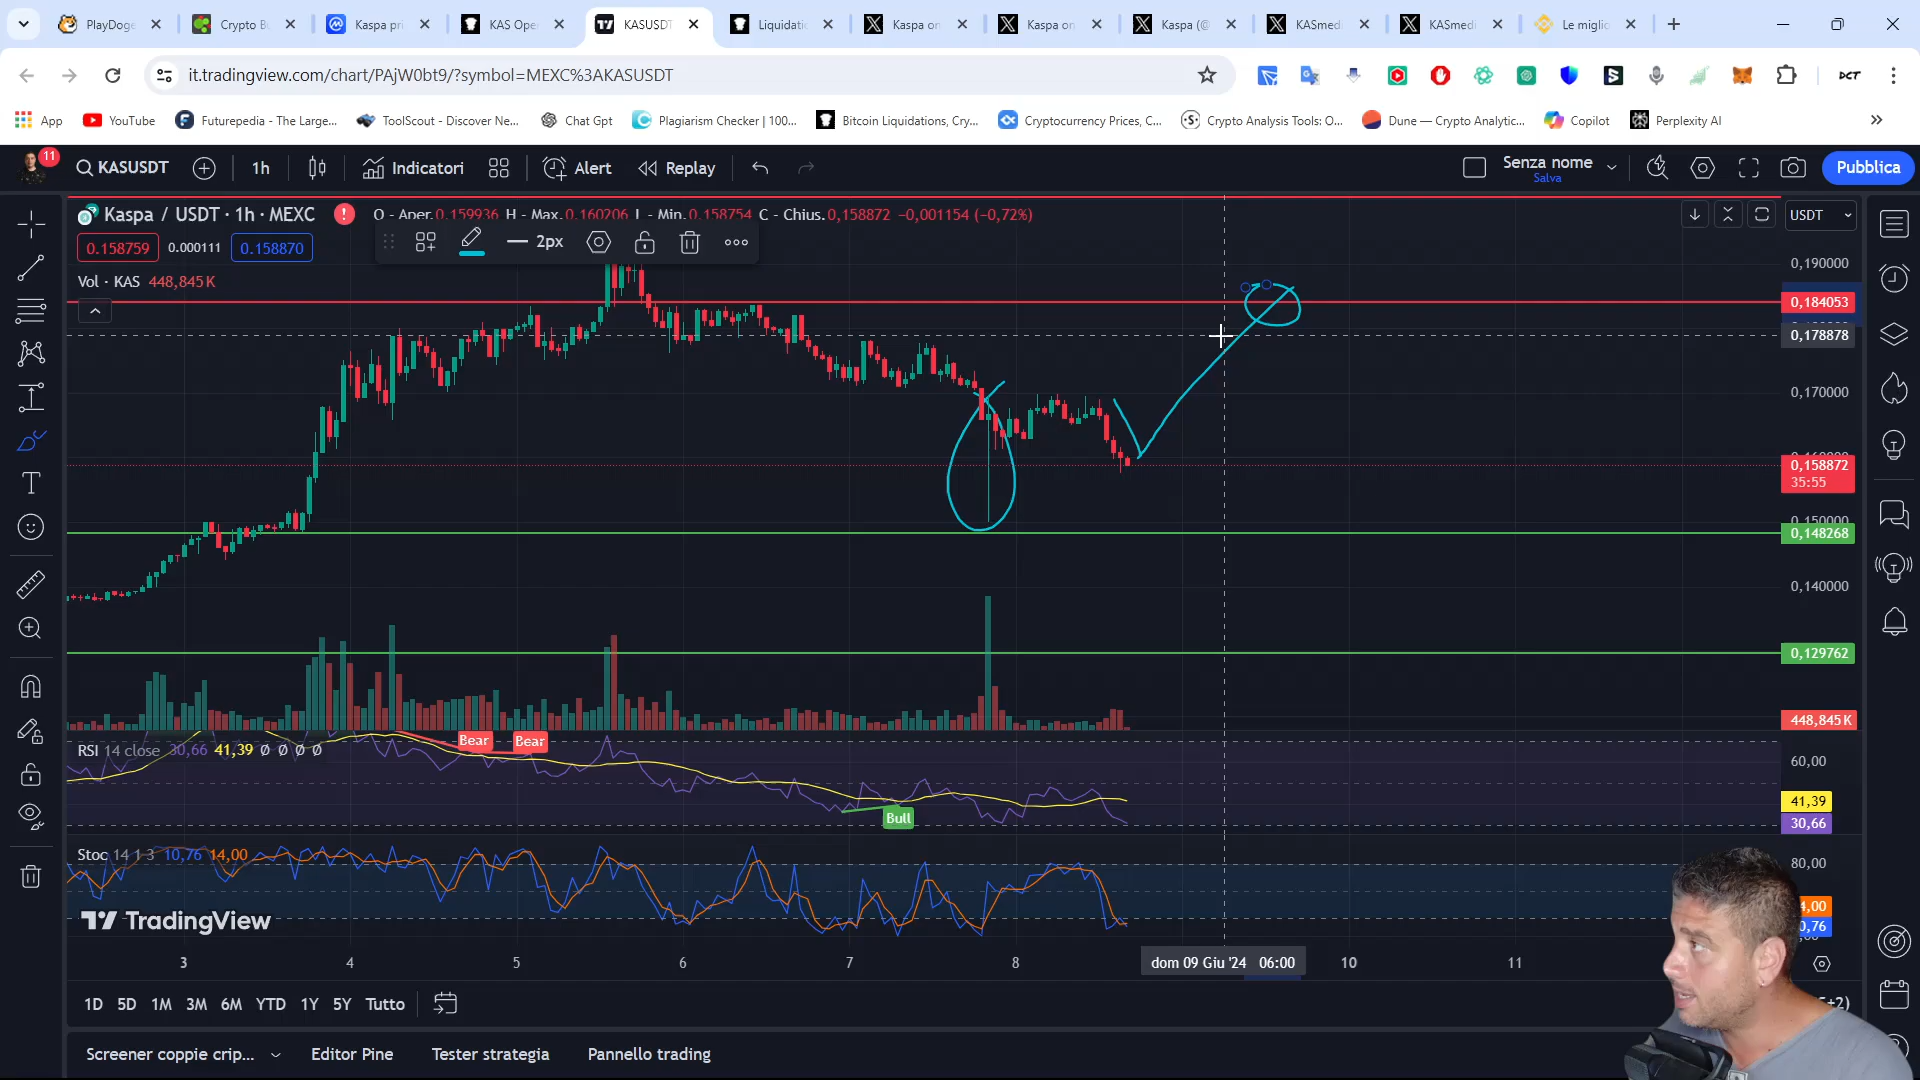 PlayDoge
Crypto B
Kaspa pri
KAS Ope
KASUSDT
Liquidati
Kaspa on
Kaspa on
Kaspa (@
KASmedi
KASmedi
Le miglio
it.tradingview.com/chart/PAjW0bt9/?symbol=MEXC%3AKASUSDT
DCT
App
YouTube
Futurepedia - The Large...
ToolScout - Discover Ne...
Chat Gpt
Plagiarism Checker | 100...
Bitcoin Liquidations, Cry...
Cryptocurrency Prices, C...
Crypto Analysis Tools: O...
Dune — Crypto Analytic...
Copilot
Perplexity AI
11
KASUSDT
1h
Indicatori
Alert
Replay
Senza nome
Salva
Pubblica
Kaspa / USDT · 1h · MEXC
O - Aper. 0.159936 H - Max. 0.160206 L - Min. 0.158754 C - Chius. 0,158872 −0,001154 (−0,72%)
USDT
0.158759
0.000111
0.158870
2px
Vol · KAS 448,845 K
0,190000
0,184053
0,178878
0,170000
0,158872
35:55
0,150000
0,148268
0,140000
0,129762
448,845 K
Bear
Bear
RSI 14 close 30,66 41,39 Ø Ø Ø Ø
60,00
41,39
30,66
Bull
Stoc 14 1 3 10,76 14,00
80,00
4,00
0,76
TradingView
3
4
5
6
7
8
dom 09 Giu '24 06:00
10
11
1D
5D
1M
3M
6M
YTD
1Y
5Y
Tutto
Screener coppie crip...
Editor Pine
Tester strategia
Pannello trading